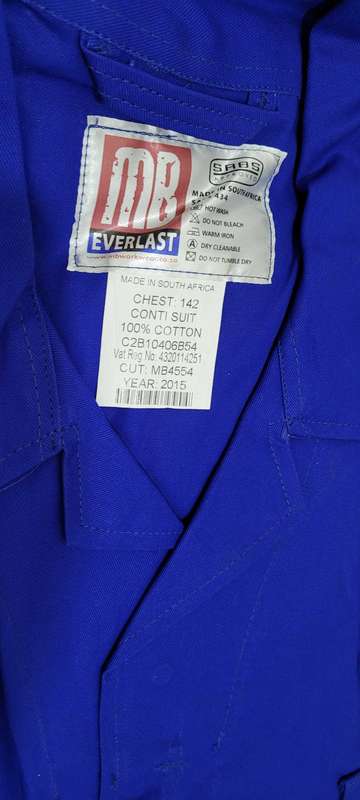 MB
EVERLAST
www.mbworkwear.co.za
SABS
APPROVED
MADE IN SOUTH AFRICA
434
HOT WASH
DO NOT BLEACH
WARM IRON
A DRY CLEANABLE
DO NOT TUMBLE DRY
MADE IN SOUTH AFRICA
CHEST: 142
CONTI SUIT
100% COTTON
C2B10406B54
Vat Reg No. 4320114251
CUT: MB4554
YEAR: 2015